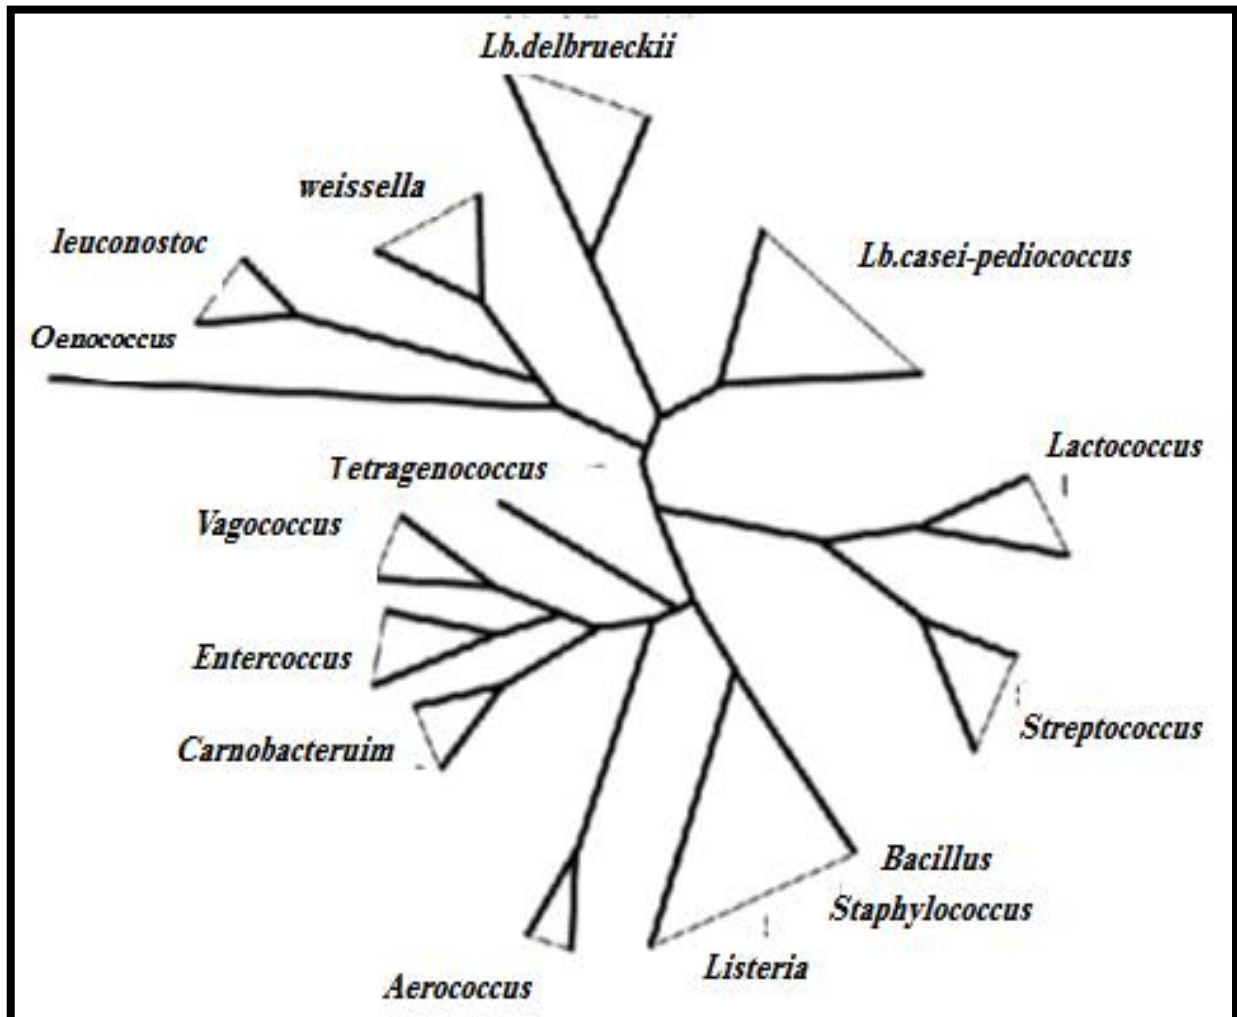 Lb.delbrueckii
weissella
leuconostoc
Lb.casei-pediococcus
Oenococcus
Lactococcus
Tetragenococcus
Vagococcus
Entercoccus
Streptococcus
Carnobacteruim
Bacillus
Staphylococcus
Listeria
Aerococcus